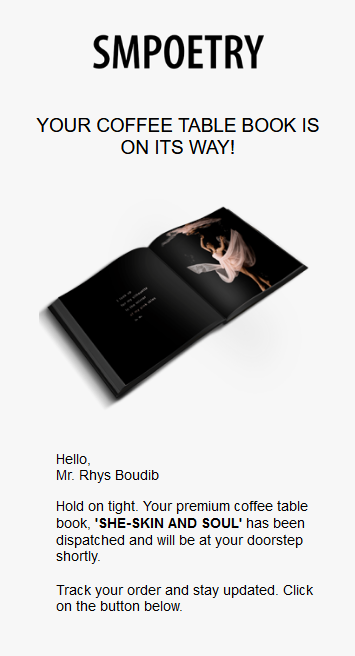 SMPOETRY
YOUR COFFEE TABLE BOOK IS
ON ITS WAY!
Hello,
Mr. Rhys Boudib
Hold on tight. Your premium coffee table
book, 'SHE-SKIN AND SOUL' has been
dispatched and will be at your doorstep
shortly.
Track your order and stay updated. Click
on the button below.